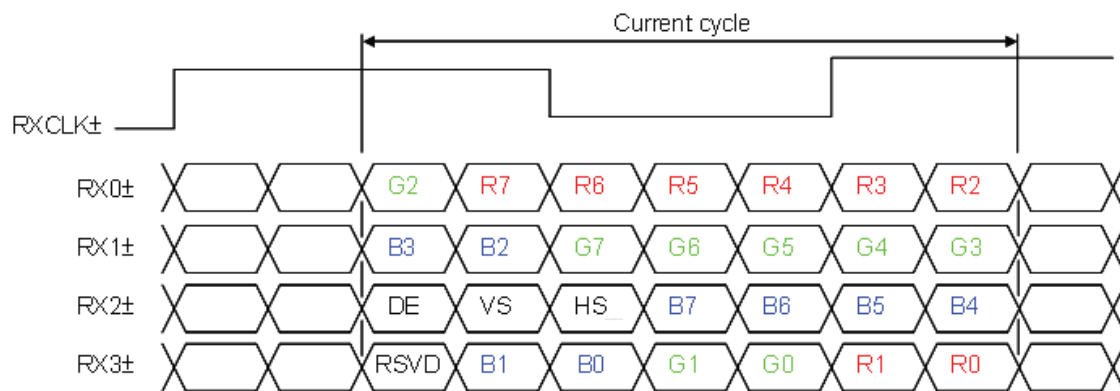 Current cycle
RXCLK±
RX0± G2 R7 R6 R5 R4 R3 R2
RX1± B3 B2 G7 G6 G5 G4 G3
RX2± DE VS HS_ B7 B6 B5 B4
RX3± RSVD B1 B0 G1 G0 R1 R0